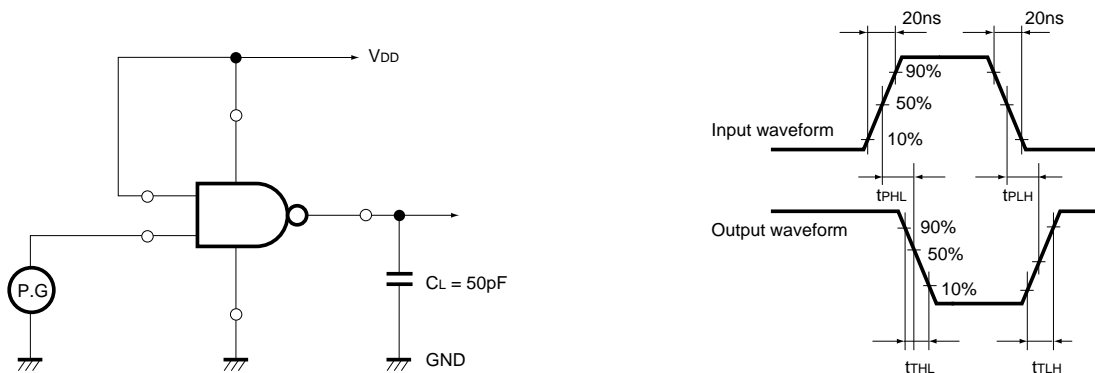 VDD
P.G
CL = 50pF
GND
20ns
20ns
90%
50%
10%
Input waveform
tPHL
tPLH
Output waveform
90%
50%
10%
tTHL
tTLH